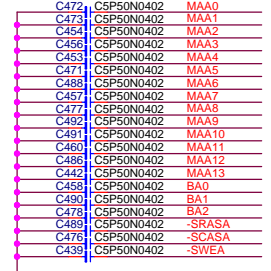 C472 C5P50N0402 MAA0
C473 C5P50N0402 MAA1
C454 C5P50N0402 MAA2
C456 C5P50N0402 MAA3
C453 C5P50N0402 MAA4
C471 C5P50N0402 MAA5
C488 C5P50N0402 MAA6
C457 C5P50N0402 MAA7
C477 C5P50N0402 MAA8
C492 C5P50N0402 MAA9
C491 C5P50N0402 MAA10
C460 C5P50N0402 MAA11
C486 C5P50N0402 MAA12
C442 C5P50N0402 MAA13
C458 C5P50N0402 BA0
C490 C5P50N0402 BA1
C478 C5P50N0402 BA2
C489 C5P50N0402 -SRASA
C476 C5P50N0402 -SCASA
C439 C5P50N0402 -SWEA